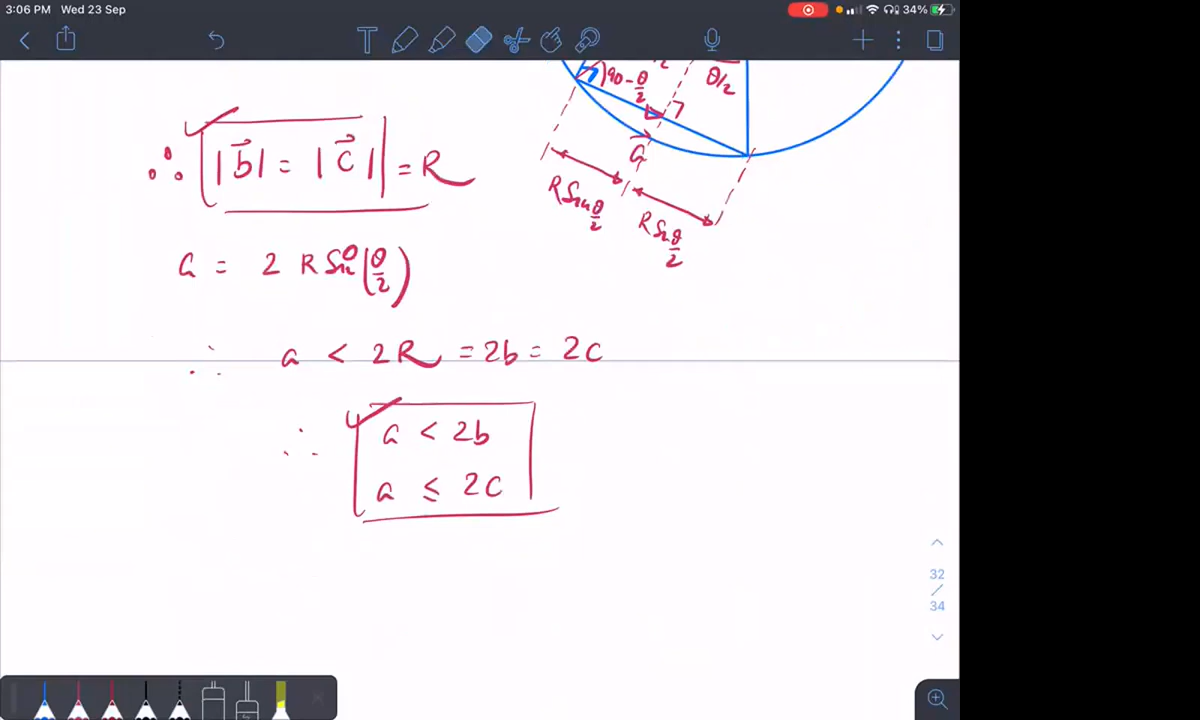 3:06 PM Wed 23 Sep 34%
90 - θ/2
θ/2
∴ |b⃗| = |c⃗| = R
a⃗
R Sin θ/2
R Sin θ/2
a = 2 R Sin (θ/2)
∴ a < 2R = 2b = 2c
∴ a < 2b
a ≤ 2c
32
/
34